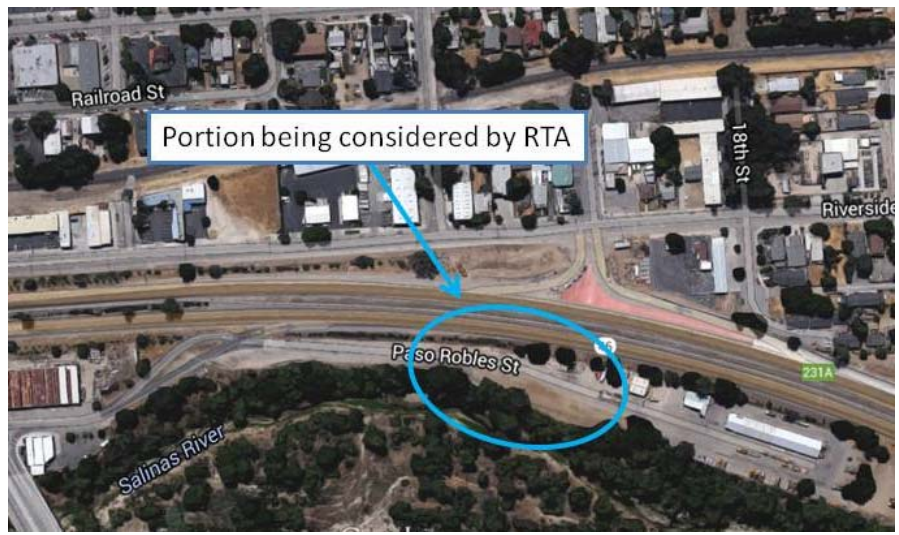 Railroad St
Portion being considered by RTA
18th St
Riverside
Paso Robles St
231A
Salinas River